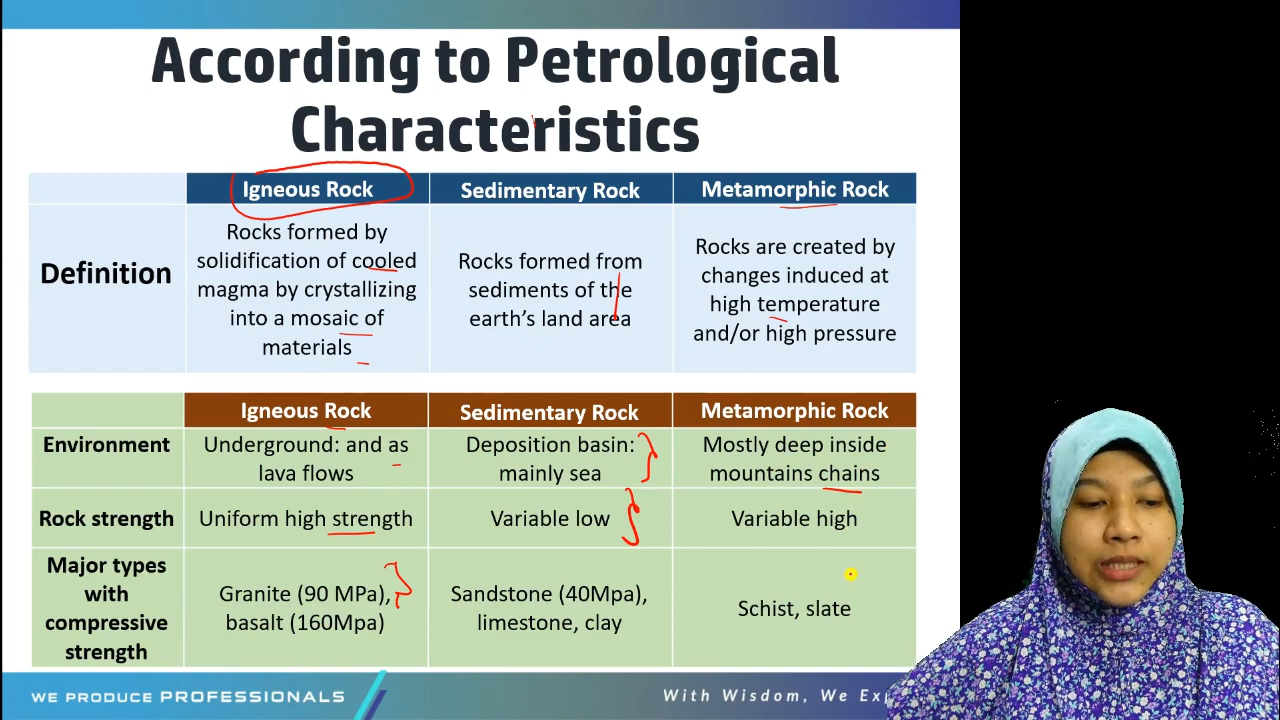 According to Petrological
Characteristics
Igneous Rock
Sedimentary Rock
Metamorphic Rock
Definition
Rocks formed by
solidification of cooled
magma by crystallizing
into a mosaic of
materials
Rocks formed from
sediments of the
earth's land area
Rocks are created by
changes induced at
high temperature
and/or high pressure
Igneous Rock
Sedimentary Rock
Metamorphic Rock
Environment
Underground: and as
lava flows
Deposition basin:
mainly sea
Mostly deep inside
mountains chains
Rock strength
Uniform high strength
Variable low
Variable high
Major types
with
compressive
strength
Granite (90 MPa),
basalt (160Mpa)
Sandstone (40Mpa),
limestone, clay
Schist, slate
WE PRODUCE PROFESSIONALS
With Wisdom, We